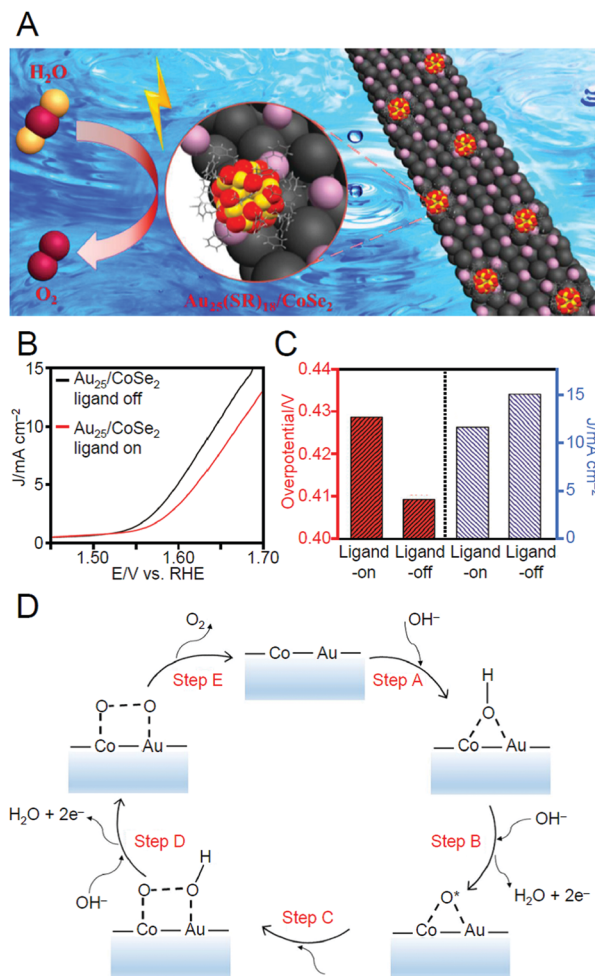 A
H₂O
O₂
Au₂₅(SR)₁₈/CoSe₂
B
J/mA cm⁻²
15
10
5
0
Au₂₅/CoSe₂
ligand off
Au₂₅/CoSe₂
ligand on
1.50
1.60
1.70
E/V vs. RHE
C
Overpotential/V
0.44
0.43
0.42
0.41
0.40
15
10
5
0
J/mA cm⁻²
Ligand
-on
Ligand
-off
Ligand
-on
Ligand
-off
D
O₂
OH⁻
Co
Au
Step E
Step A
O
O
Co
Au
H
O
Co
Au
H₂O + 2e⁻
Step D
OH⁻
Step B
OH⁻
H₂O + 2e⁻
H
O
O
Co
Au
Step C
O*
Co
Au